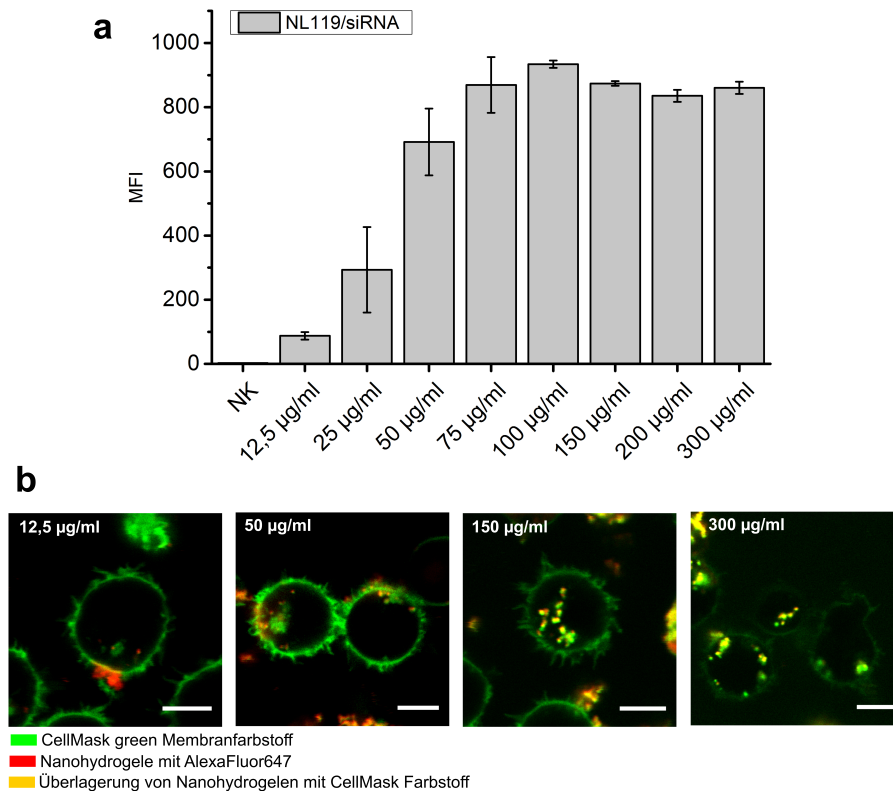 a
NL119/siRNA
1000
800
600
400
200
0
MFI
NK
12,5 µg/ml
25 µg/ml
50 µg/ml
75 µg/ml
100 µg/ml
150 µg/ml
200 µg/ml
300 µg/ml
b
12,5 µg/ml
50 µg/ml
150 µg/ml
300 µg/ml
CellMask green Membranfarbstoff
Nanohydrogele mit AlexaFluor647
Überlagerung von Nanohydrogelen mit CellMask Farbstoff